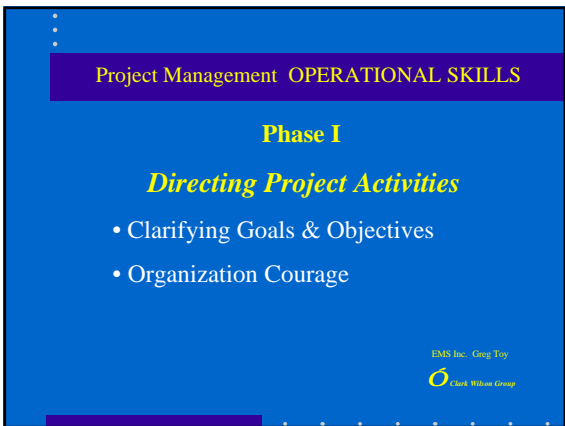 Project Management OPERATIONAL SKILLS
Phase I
Directing Project Activities
• Clarifying Goals & Objectives
• Organization Courage
EMS Inc. Greg Toy
Ó Clark Wilson Group